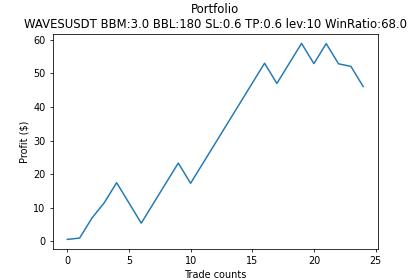 Portfolio
WAVESUSDT BBM:3.0 BBL:180 SL:0.6 TP:0.6 lev:10 WinRatio:68.0
60
50
40
30
20
10
0
Profit ($)
0 5 10 15 20 25
Trade counts